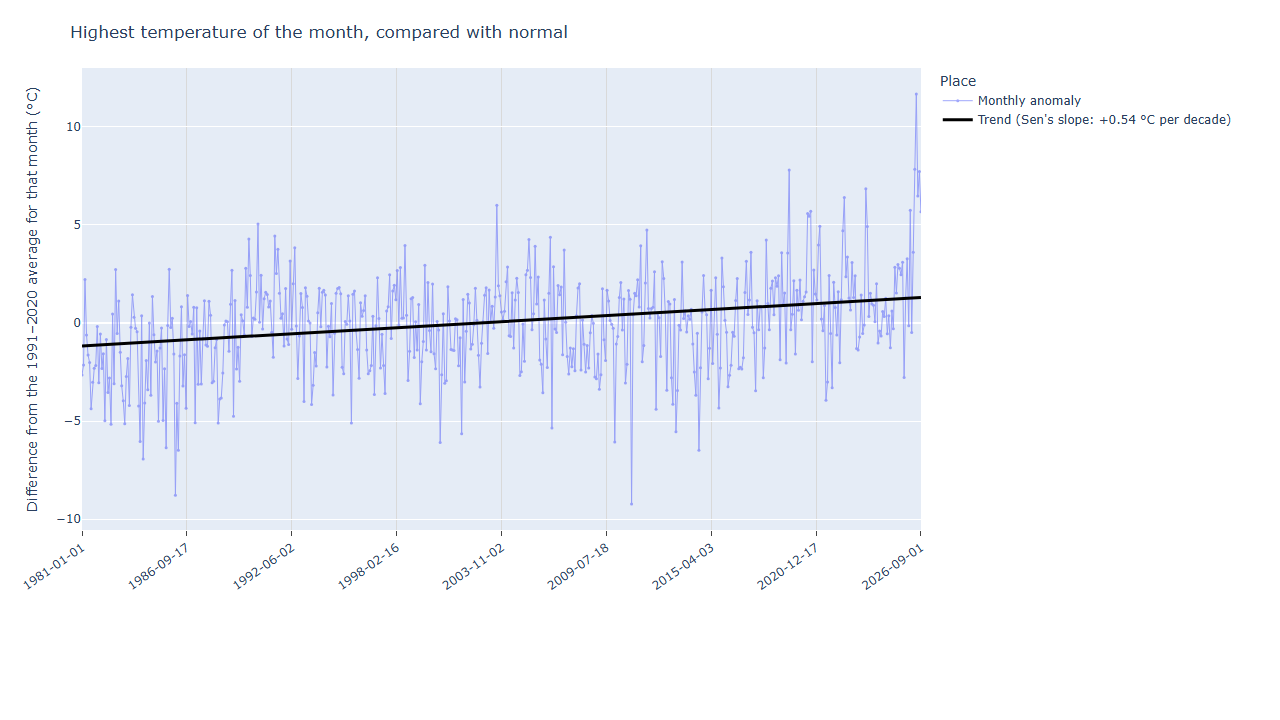 Highest temperature of the month, compared with normal
Difference from the 1991−2020 average for that month (°C)
10
5
0
−5
−10
1981-01-01
1986-09-17
1992-06-02
1998-02-16
2003-11-02
2009-07-18
2015-04-03
2020-12-17
2026-09-01
Place
Monthly anomaly
Trend (Sen's slope: +0.54 °C per decade)